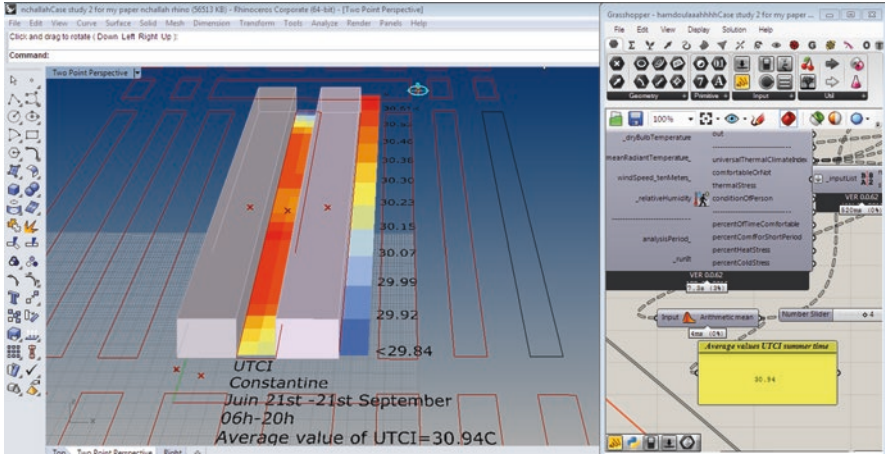 nchallahCase study 2 for my paper nchallah rhino (56513 KB) - Rhinoceros Corporate (64-bit) - [Two Point Perspective]
File Edit View Curve Surface Solid Mesh Dimension Transform Tools Analyze Render Panels Help
Click and drag to rotate ( Down Left Right Up ):
Command:
Two Point Perspective
30.46
30.38
30.30
30.23
30.15
30.07
29.99
29.92
<29.84
UTCI
Constantine
Juin 21st -21st September
06h-20h
Average value of UTCI=30.94C
Top Two Point Perspective Right
Grasshopper - hamdoulaaahhhhCase study 2 for my paper ...
File Edit View Display Solution Help
Geometry Primitive Input Util
100%
_dryBulbTemperature
out
meanRadiantTemperature_
universalThermalClimateIndex
comfortableOrNot
windSpeed_tenMeters_
thermalStress
_relativeHumidity
conditionOfPerson
percentOfTimeComfortable
analysisPeriod_
percentComfForShortPeriod
percentHeatStress
_runIt
percentColdStress
_inputList
VER 0.0.62
VER 0.0.62
Input Arithmetic mean
Number Slider 4
Average values UTCI summer time
30.94